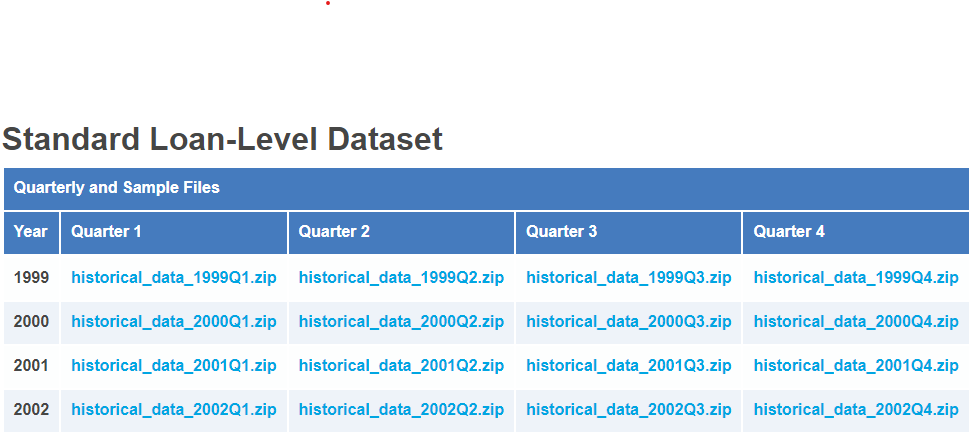 Standard Loan-Level Dataset
Quarterly and Sample Files
Year Quarter 1 Quarter 2 Quarter 3 Quarter 4
1999 historical_data_1999Q1.zip historical_data_1999Q2.zip historical_data_1999Q3.zip historical_data_1999Q4.zip
2000 historical_data_2000Q1.zip historical_data_2000Q2.zip historical_data_2000Q3.zip historical_data_2000Q4.zip
2001 historical_data_2001Q1.zip historical_data_2001Q2.zip historical_data_2001Q3.zip historical_data_2001Q4.zip
2002 historical_data_2002Q1.zip historical_data_2002Q2.zip historical_data_2002Q3.zip historical_data_2002Q4.zip